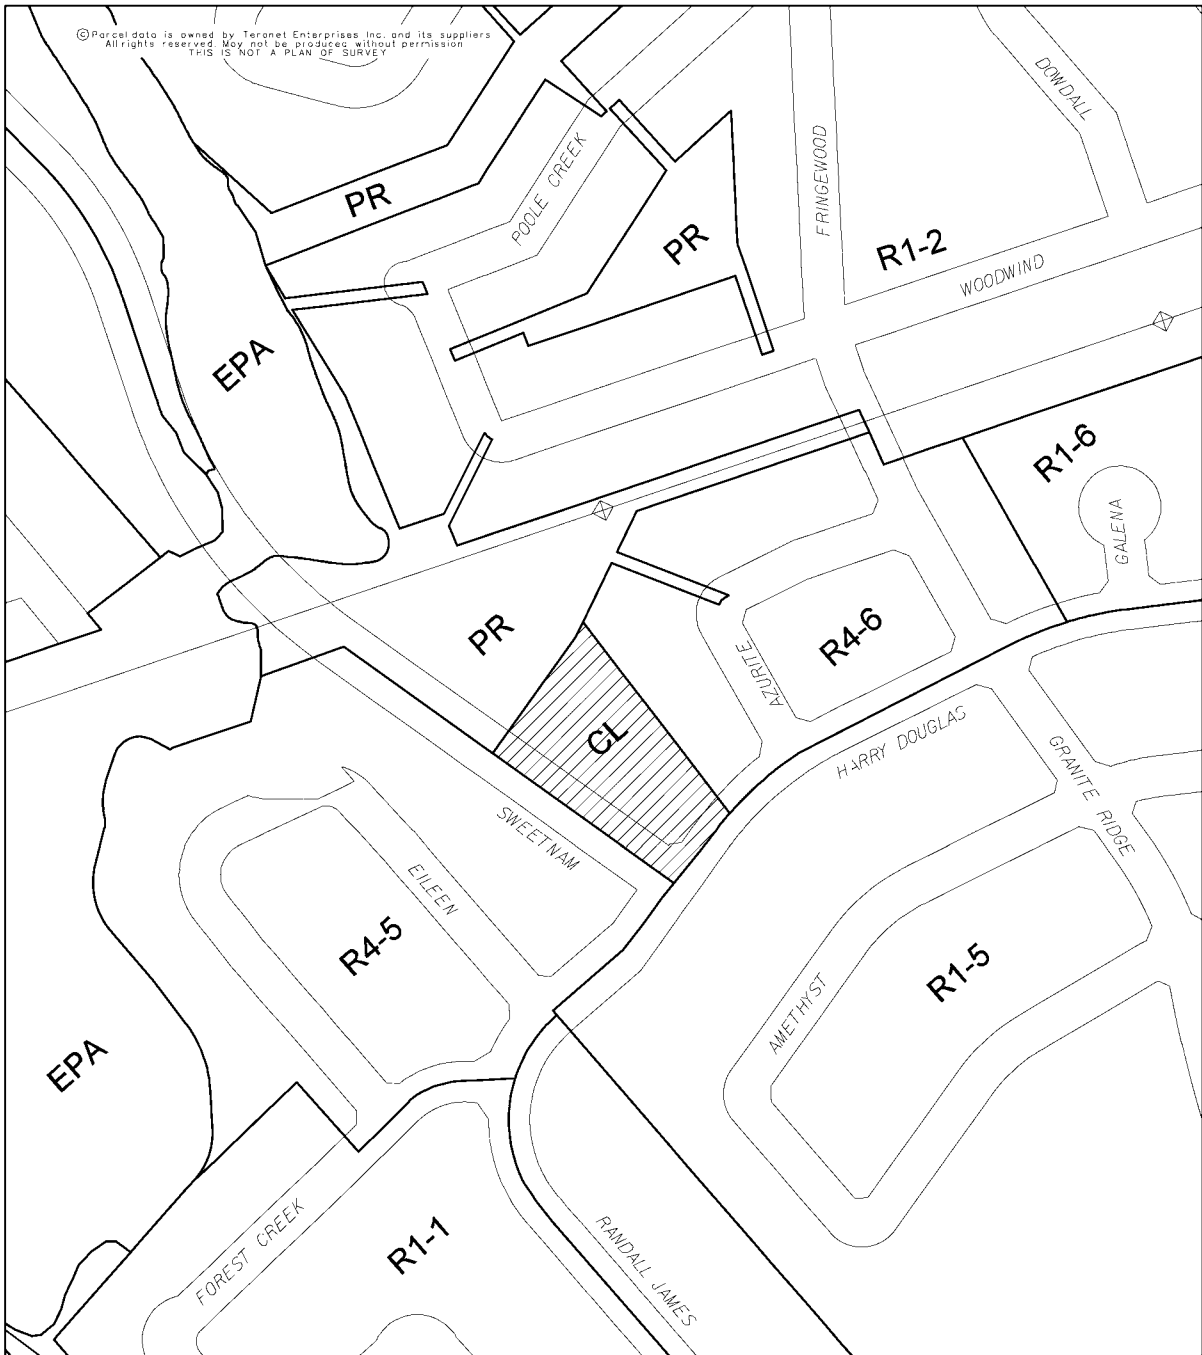 ©Parcel data is owned by Teranet Enterprises Inc. and its suppliers
All rights reserved. May not be produced without permission
THIS IS NOT A PLAN OF SURVEY
DOWDALL
FRINGEWOOD
POOLE CREEK
PR
PR
R1-2
WOODWIND
EPA
R1-6
GALENA
PR
R4-6
AZURITE
CL
HARRY DOUGLAS
GRANITE RIDGE
SWEETNAM
EILEEN
R4-5
R1-5
AMETHYST
EPA
FOREST CREEK
R1-1
RANDALL JAMES